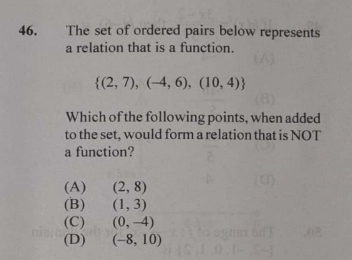 46. The set of ordered pairs below represents
a relation that is a function.
{(2, 7), (–4, 6), (10, 4)}
Which of the following points, when added
to the set, would form a relation that is NOT
a function?
(A) (2, 8)
(B) (1, 3)
(C) (0, –4)
(D) (–8, 10)